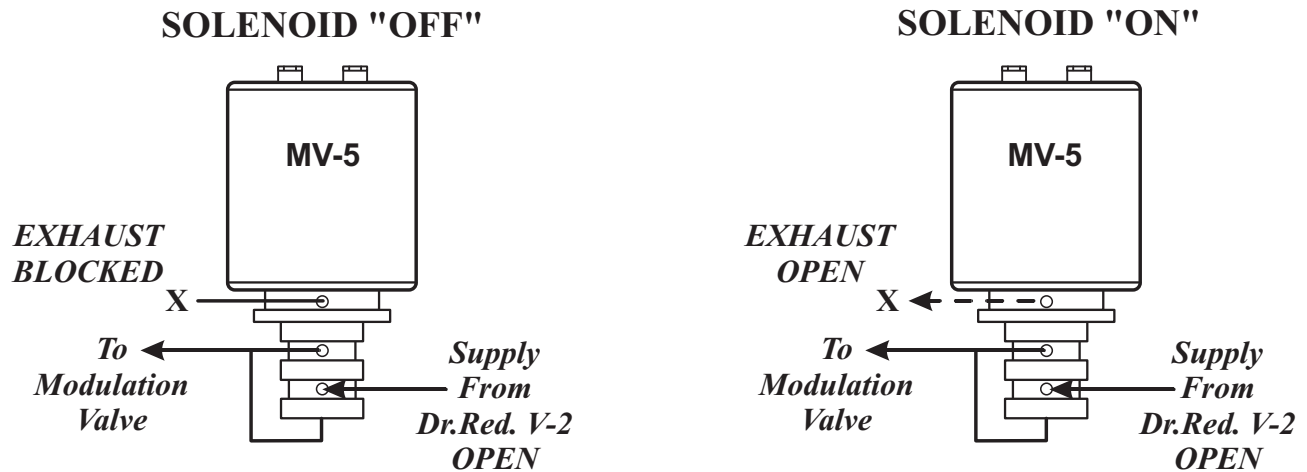 SOLENOID "OFF"
MV-5
EXHAUST
BLOCKED
X
To
Modulation
Valve
Supply
From
Dr.Red. V-2
OPEN
SOLENOID "ON"
MV-5
EXHAUST
OPEN
X
To
Modulation
Valve
Supply
From
Dr.Red. V-2
OPEN